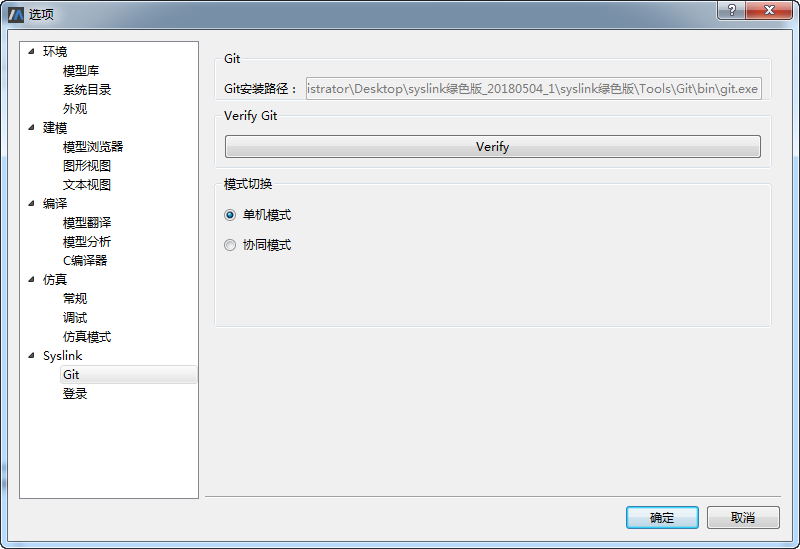 选项
环境
模型库
系统目录
外观
建模
模型浏览器
图形视图
文本视图
编译
模型翻译
模型分析
C编译器
仿真
常规
调试
仿真模式
Syslink
Git
登录
Git
Git安装路径： istrator\Desktop\syslink绿色版_20180504_1\syslink绿色版\Tools\Git\bin\git.exe
Verify Git
Verify
模式切换
单机模式
协同模式
确定 取消